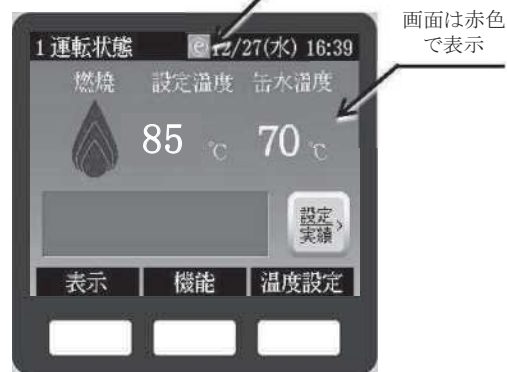 画面は赤色
で表示
1 運転状態 e 12/27(水) 16:39
燃焼 設定温度 缶水温度
85 ℃ 70 ℃
設定
実績 >
表示 機能 温度設定